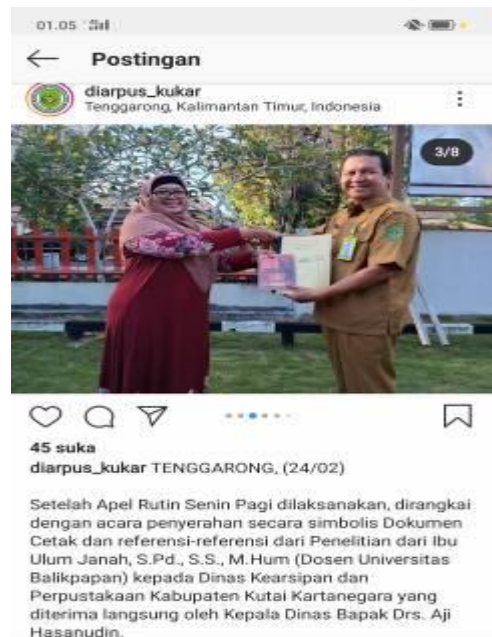 01.05
Postingan
diarpus_kukar
Tenggarong, Kalimantan Timur, Indonesia
3/8
45 suka
diarpus_kukar TENGGARONG, (24/02)
Setelah Apel Rutin Senin Pagi dilaksanakan, dirangkai
dengan acara penyerahan secara simbolis Dokumen
Cetak dan referensi-referensi dari Penelitian dari Ibu
Ulum Janah, S.Pd., S.S., M.Hum (Dosen Universitas
Balikpapan) kepada Dinas Kearsipan dan
Perpustakaan Kabupaten Kutai Kartanegara yang
diterima langsung oleh Kepala Dinas Bapak Drs. Aji
Hasanudin.